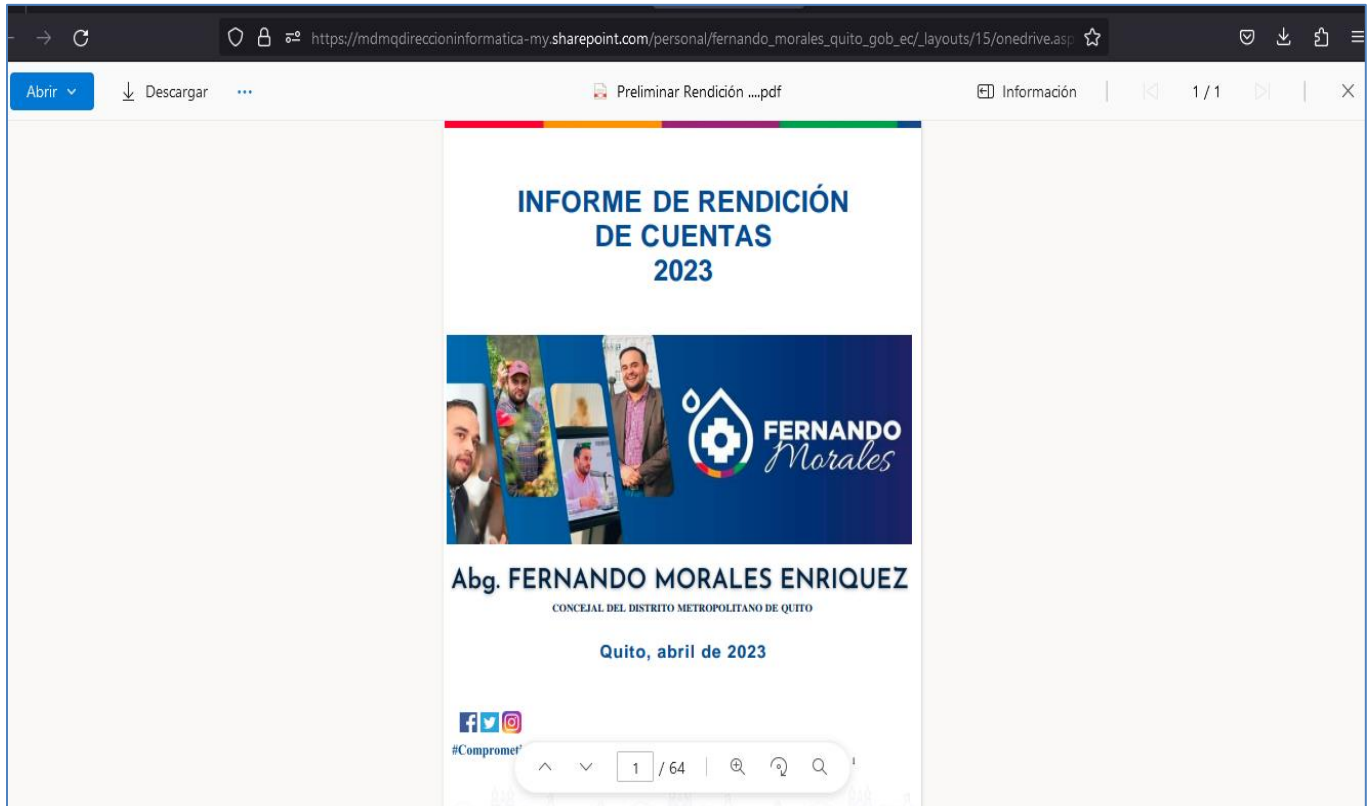 https://mdmqdireccioninformatica-my.sharepoint.com/personal/fernando_morales_quito_gob_ec/_layouts/15/onedrive.asp
Abrir Descargar ... Preliminar Rendición ....pdf Información 1 / 1
INFORME DE RENDICIÓN
DE CUENTAS
2023
FERNANDO
Morales
Abg. FERNANDO MORALES ENRIQUEZ
CONCEJAL DEL DISTRITO METROPOLITANO DE QUITO
Quito, abril de 2023
1 / 64